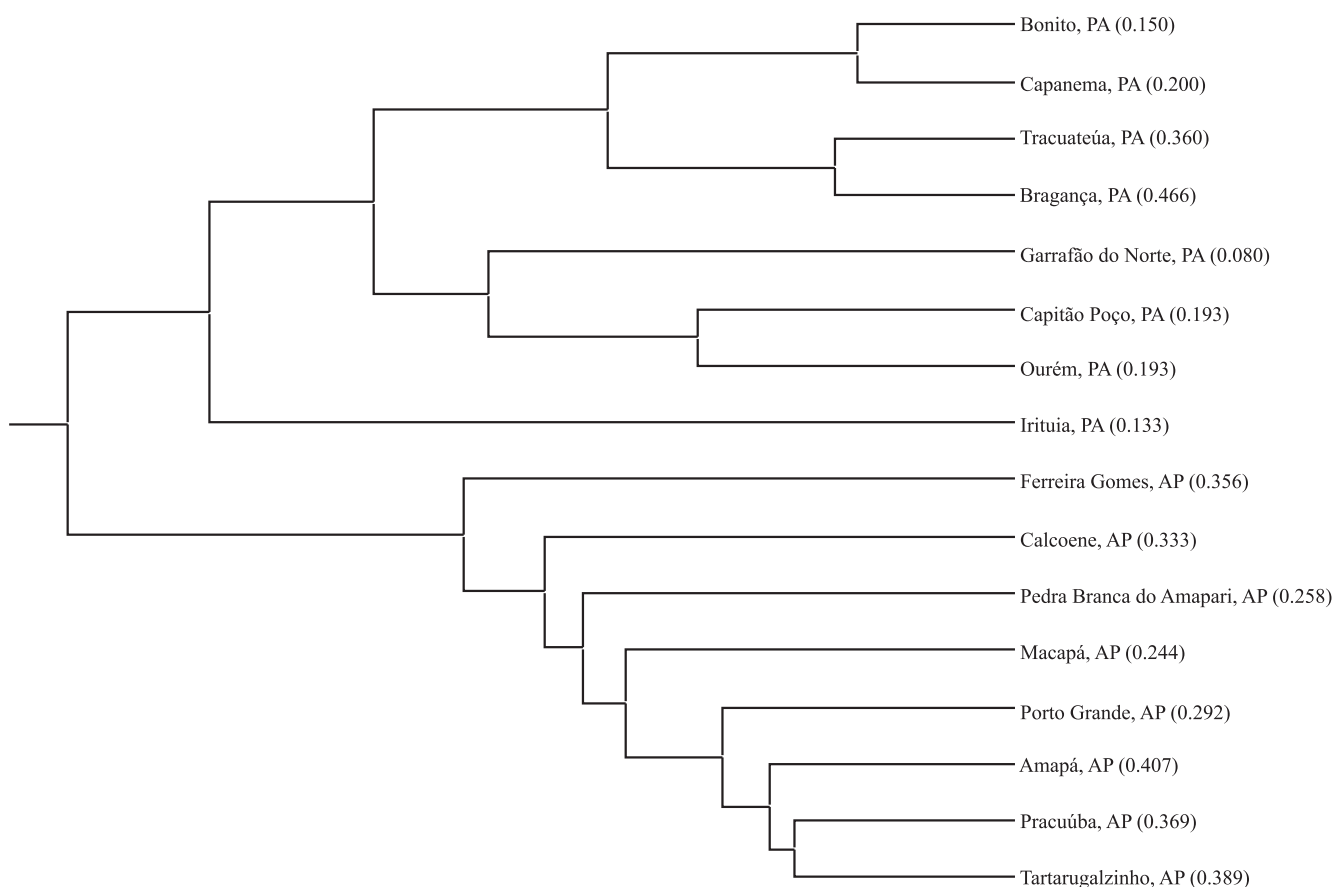 Bonito, PA (0.150)
Capanema, PA (0.200)
Tracuateúa, PA (0.360)
Bragança, PA (0.466)
Garrafão do Norte, PA (0.080)
Capitão Poço, PA (0.193)
Ourém, PA (0.193)
Irituia, PA (0.133)
Ferreira Gomes, AP (0.356)
Calcoene, AP (0.333)
Pedra Branca do Amapari, AP (0.258)
Macapá, AP (0.244)
Porto Grande, AP (0.292)
Amapá, AP (0.407)
Pracuúba, AP (0.369)
Tartarugalzinho, AP (0.389)